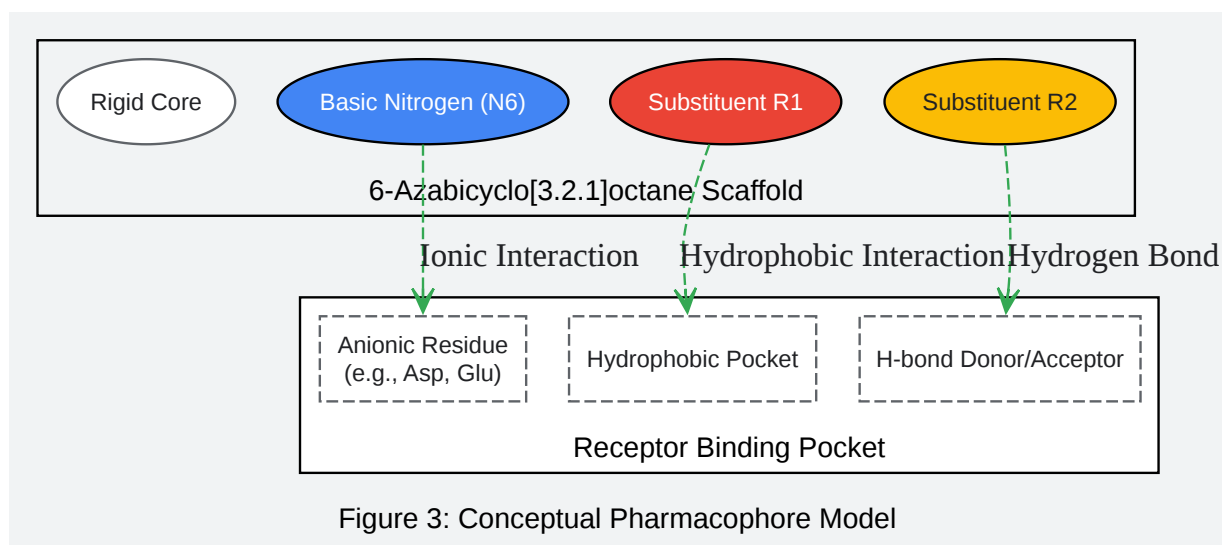 Rigid Core
Basic Nitrogen (N6)
Substituent R1
Substituent R2
6-Azabicyclo[3.2.1]octane Scaffold
Ionic Interaction
Hydrophobic Interaction
Hydrogen Bond
Anionic Residue
(e.g., Asp, Glu)
Hydrophobic Pocket
H-bond Donor/Acceptor
Receptor Binding Pocket
Figure 3: Conceptual Pharmacophore Model